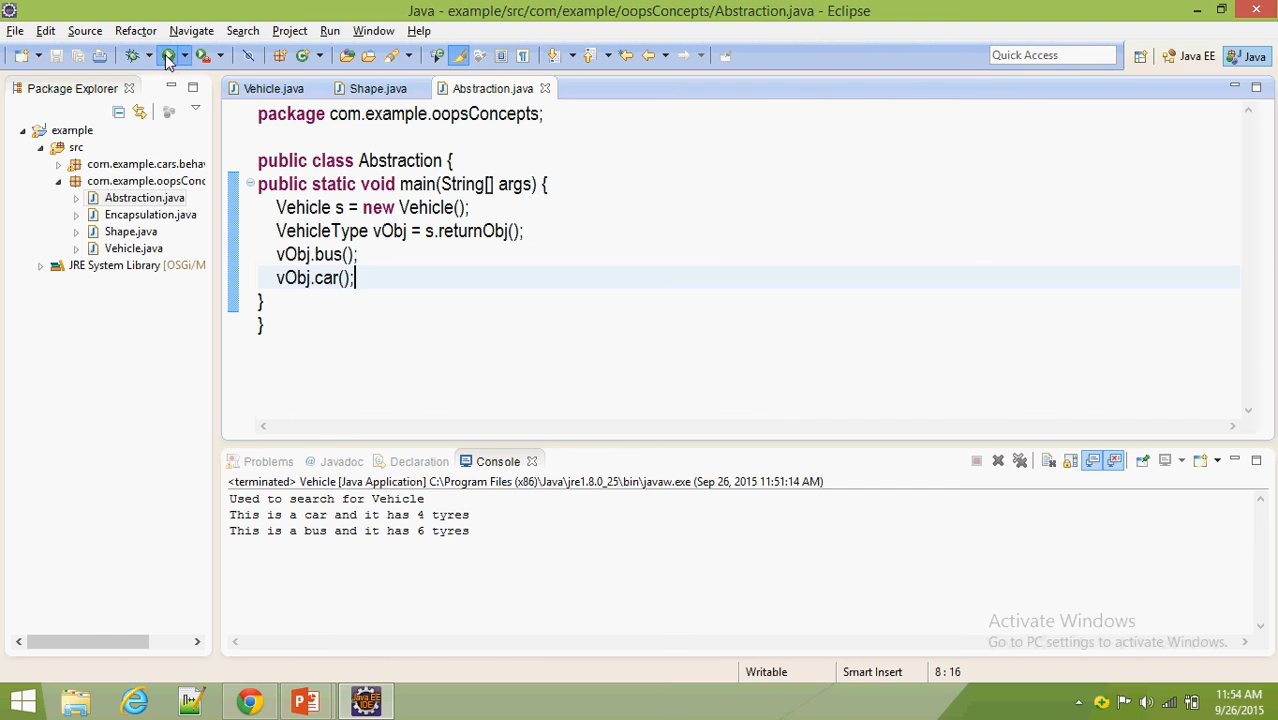 Java - example/src/com/example/oopsConcepts/Abstraction.java - Eclipse
File Edit Source Refactor Navigate Search Project Run Window Help
Quick Access Java EE Java
Package Explorer
example
src
com.example.cars.behav
com.example.oopsConc
Abstraction.java
Encapsulation.java
Shape.java
Vehicle.java
JRE System Library [OSGi/M
Vehicle.java Shape.java Abstraction.java
package com.example.oopsConcepts;
public class Abstraction {
public static void main(String[] args) {
Vehicle s = new Vehicle();
VehicleType vObj = s.returnObj();
vObj.bus();
vObj.car();
}
}
Problems @ Javadoc Declaration Console
<terminated> Vehicle [Java Application] C:\Program Files (x86)\Java\jre1.8.0_25\bin\javaw.exe (Sep 26, 2015 11:51:14 AM)
Used to search for Vehicle
This is a car and it has 4 tyres
This is a bus and it has 6 tyres
Activate Windows
Go to PC settings to activate Windows.
Writable Smart Insert 8 : 16
Java EE
IDE
11:54 AM
9/26/2015